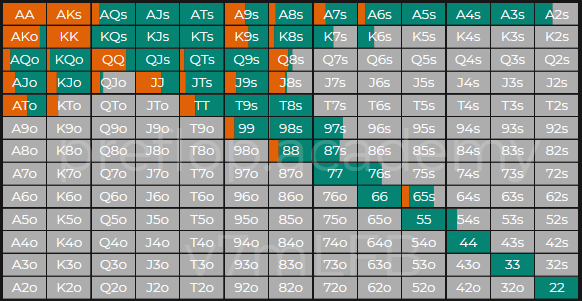 AA AKs AQs AJs ATs A9s A8s A7s A6s A5s A4s A3s A2s
AKo KK KQs KJs KTs K9s K8s K7s K6s K5s K4s K3s K2s
AQo KQo QQ QJs QTs Q9s Q8s Q7s Q6s Q5s Q4s Q3s Q2s
AJo KJo QJo JJ JTs J9s J8s J7s J6s J5s J4s J3s J2s
ATo KTo QTo JTo TT T9s T8s T7s T6s T5s T4s T3s T2s
A9o K9o Q9o J9o T9o 99 98s 97s 96s 95s 94s 93s 92s
A8o K8o Q8o J8o T8o 98o 88 87s 86s 85s 84s 83s 82s
preflop.academy
A7o K7o Q7o J7o T7o 97o 87o 77 76s 75s 74s 73s 72s
A6o K6o Q6o J6o T6o 96o 86o 76o 66 65s 64s 63s 62s
A5o K5o Q5o J5o T5o 95o 85o 75o 65o 55 54s 53s 52s
A4o K4o Q4o J4o T4o 94o 84o 74o 64o 54o 44 43s 42s
A3o K3o Q3o J3o T3o 93o 83o 73o 63o 53o 43o 33 32s
A2o K2o Q2o J2o T2o 92o 82o 72o 62o 52o 42o 32o 22